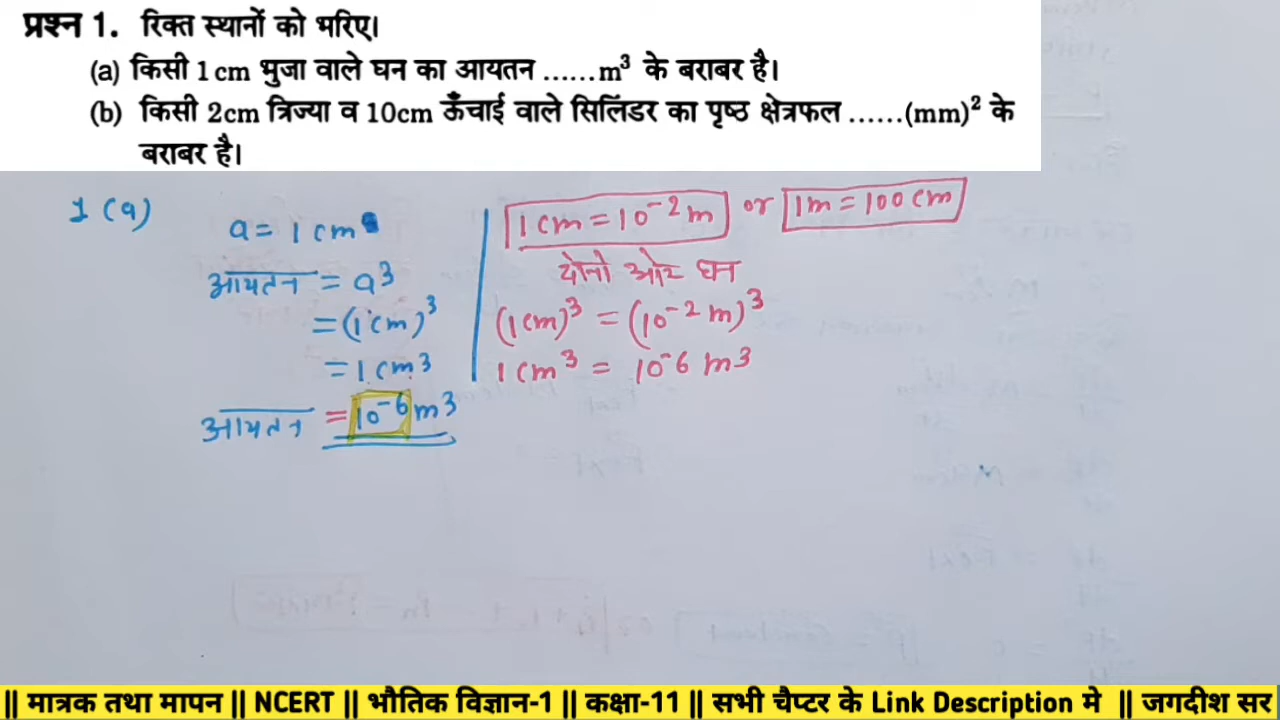 प्रश्न 1. रिक्त स्थानों को भरिए।
(a) किसी 1 cm भुजा वाले घन का आयतन ......m³ के बराबर है।
(b) किसी 2cm त्रिज्या व 10cm ऊँचाई वाले सिलिंडर का पृष्ठ क्षेत्रफल ......(mm)² के
बराबर है।
1 (a)
a = 1 cm
आयतन = a³
= (1 cm)³
= 1 cm³
आयतन = 10⁻⁶ m³
1 cm = 10⁻² m or 1m = 100 cm
दोनो ओर घन
(1 cm)³ = (10⁻² m)³
1 cm³ = 10⁻⁶ m³
|| मात्रक तथा मापन || NCERT || भौतिक विज्ञान-1 || कक्षा-11 || सभी चैप्टर के Link Description मे || जगदीश सर